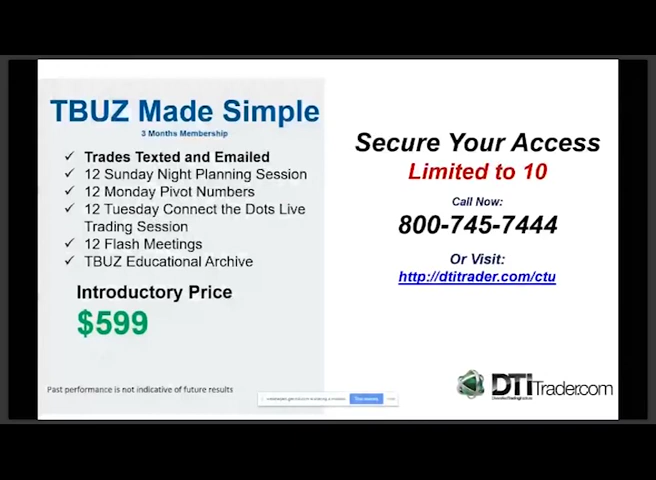 TBUZ Made Simple
3 Months Membership
✓ Trades Texted and Emailed
✓ 12 Sunday Night Planning Session
✓ 12 Monday Pivot Numbers
✓ 12 Tuesday Connect the Dots Live
Trading Session
✓ 12 Flash Meetings
✓ TBUZ Educational Archive
Introductory Price
$599
Past performance is not indicative of future results
Secure Your Access
Limited to 10
Call Now:
800-745-7444
Or Visit:
http://dtitrader.com/ctu
DTITrader.com